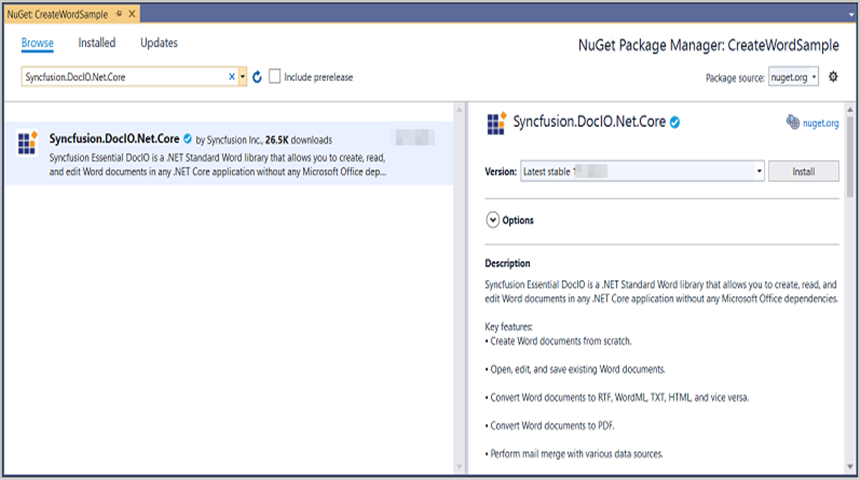 NuGet: CreateWordSample
Browse Installed Updates
NuGet Package Manager: CreateWordSample
Syncfusion.DocIO.Net.Core
Include prerelease
Package source: nuget.org
Syncfusion.DocIO.Net.Core by Syncfusion Inc., 26.5K downloads
Syncfusion Essential DocIO is a .NET Standard Word library that allows you to create, read,
and edit Word documents in any .NET Core application without any Microsoft Office dep...
Syncfusion.DocIO.Net.Core
nuget.org
Version: Latest stable 1
Install
Options
Description
Syncfusion Essential DocIO is a .NET Standard Word library that allows you to create, read, and
edit Word documents in any .NET Core application without any Microsoft Office dependencies.
Key features:
• Create Word documents from scratch.
• Open, edit, and save existing Word documents.
• Convert Word documents to RTF, WordML, TXT, HTML, and vice versa.
• Convert Word documents to PDF.
• Perform mail merge with various data sources.